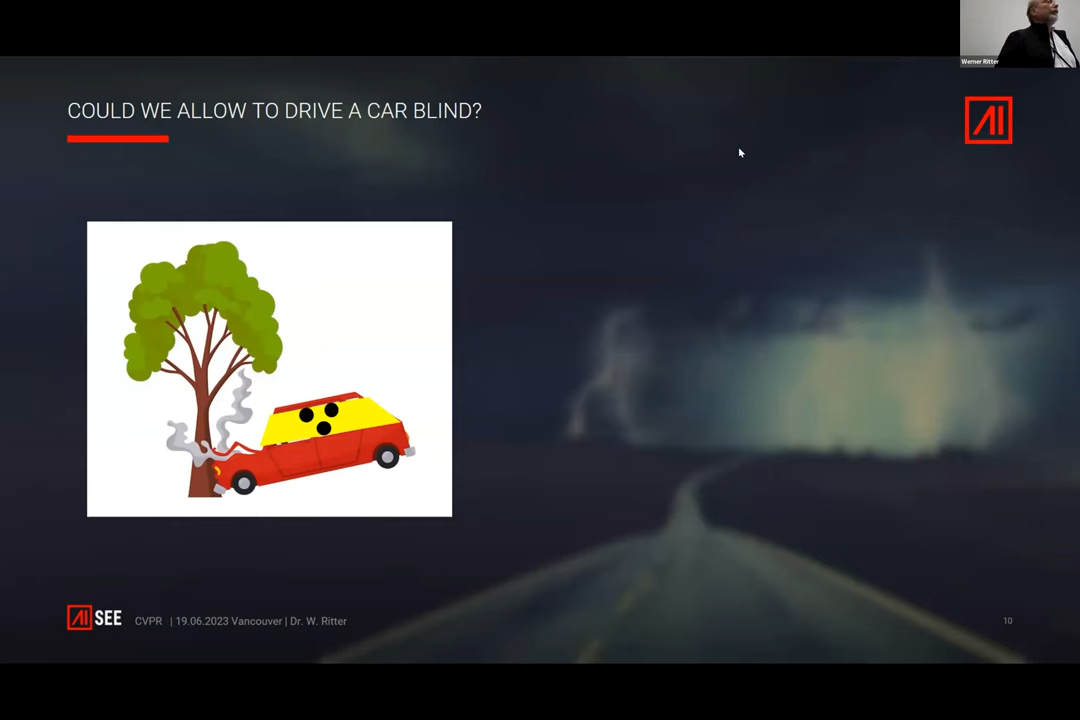 Werner Ritter
COULD WE ALLOW TO DRIVE A CAR BLIND?
AI
AI SEE
CVPR | 19.06.2023 Vancouver | Dr. W. Ritter
10